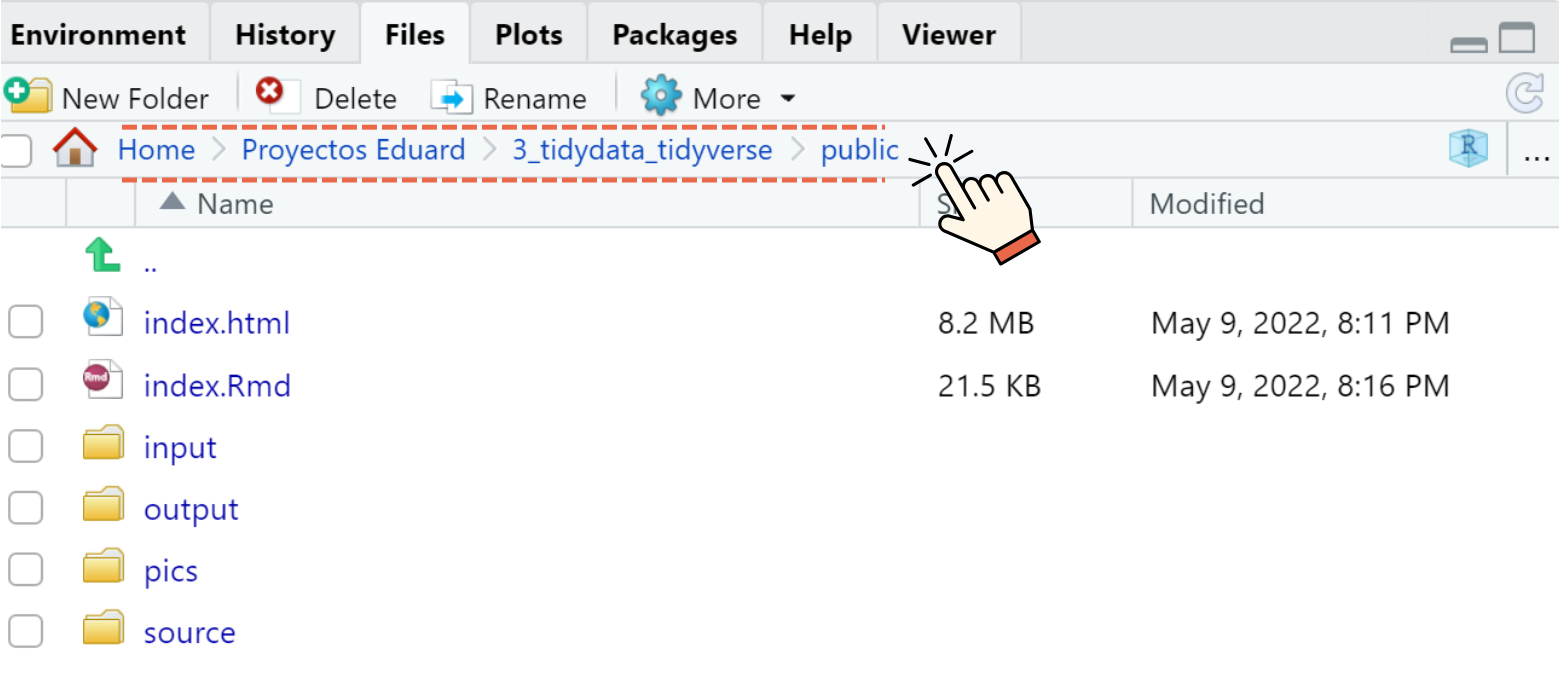 Environment History Files Plots Packages Help Viewer
New Folder Delete Rename More
Home > Proyectos Eduard > 3_tidydata_tidyverse > public R ...
Name Modified
..
index.html 8.2 MB May 9, 2022, 8:11 PM
Rmd index.Rmd 21.5 KB May 9, 2022, 8:16 PM
input
output
pics
source